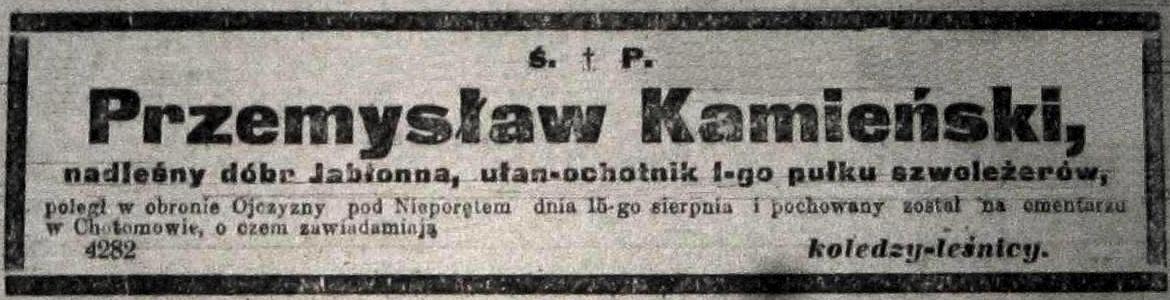 Ś. † P.
Przemysław Kamieński,
nadleśny dóbr Jabłonna, ułan-ochotnik 1-go pułku szwoleżerów,
poległ w obronie Ojczyzny pod Nieporętem dnia 15-go sierpnia i pochowany został na cmentarzu
w Chotomowie, o czem zawiadamiają
4282 koledzy-leśnicy.